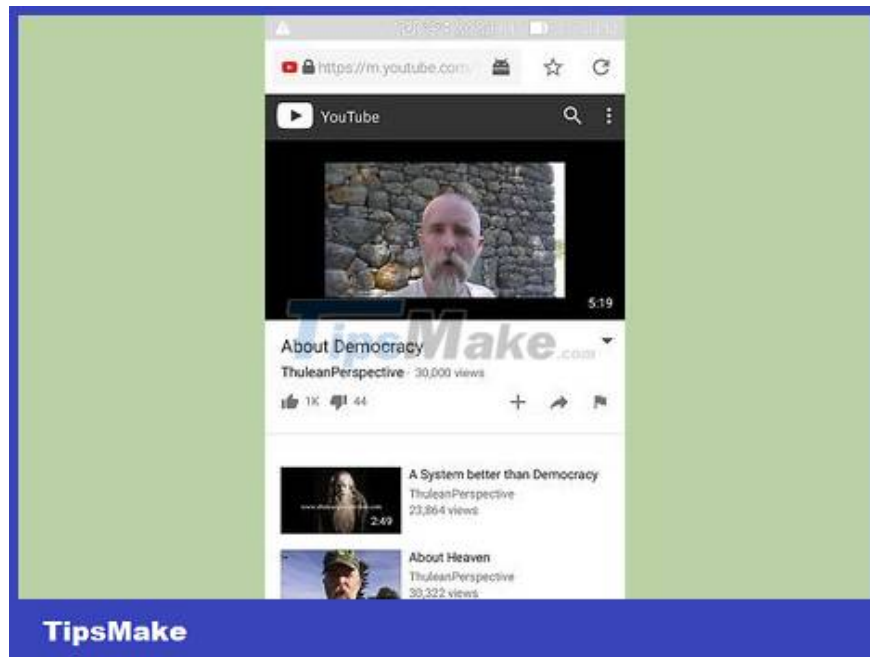 https://m.youtube.com/
YouTube
5:19
TipsMake.com
About Democracy
ThuleanPerspective · 30,000 views
1K 44
A System better than Democracy
ThuleanPerspective
23,864 views
2:49
About Heaven
ThuleanPerspective
30,322 views
TipsMake